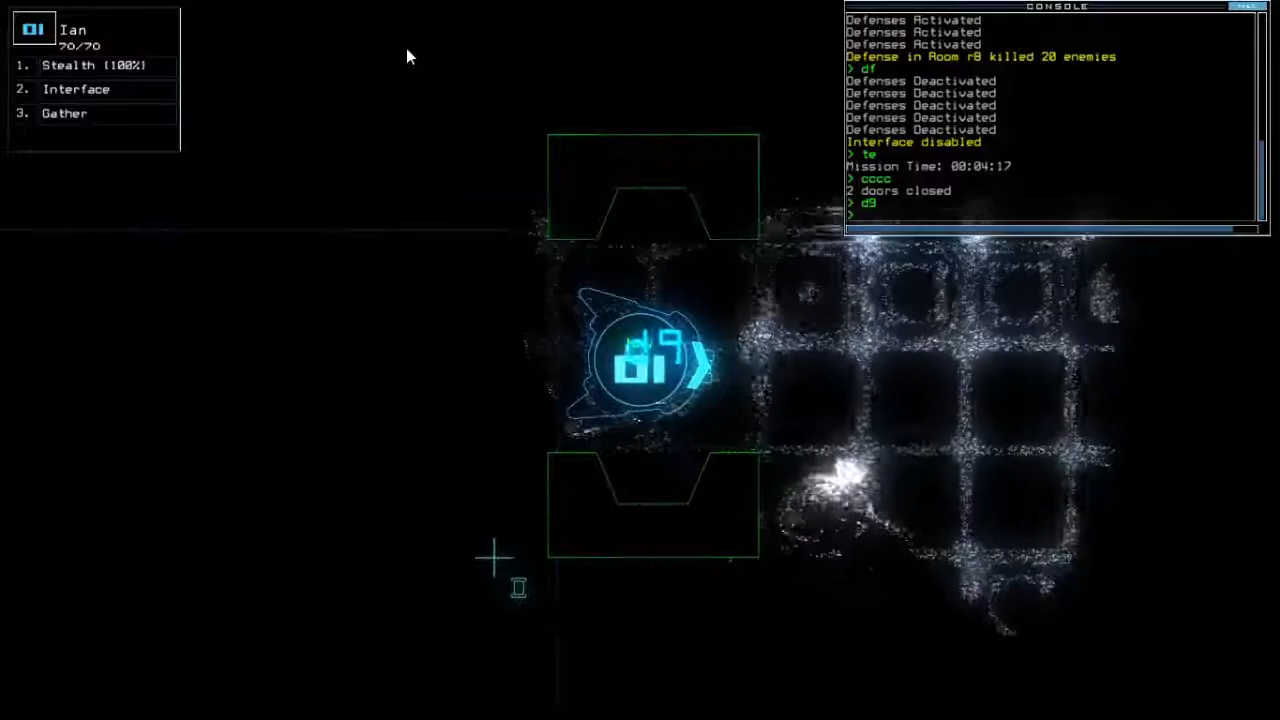 01 Ian
70/70
1. Stealth (100%)
2. Interface
3. Gather
CONSOLE
Defenses Activated
Defenses Activated
Defenses Activated
Defense in Room r8 killed 20 enemies
> df
Defenses Deactivated
Defenses Deactivated
Defenses Deactivated
Defenses Deactivated
Defenses Deactivated
Interface disabled
> te
Mission Time: 00:04:17
> cccc
2 doors closed
> d9
>
d9
01